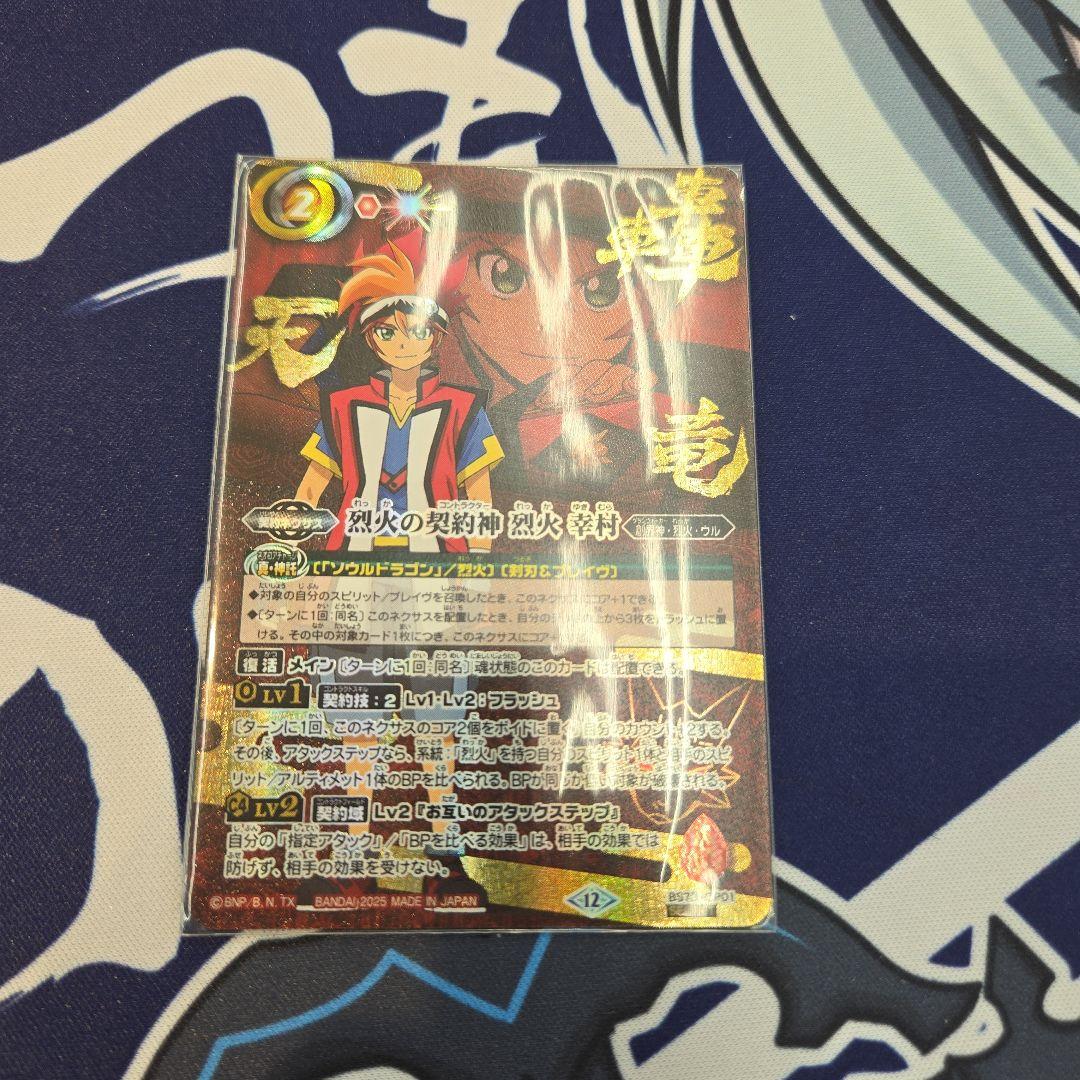 2
天
轟
竜
烈火の契約神 烈火 幸村
創界神・烈火・ウル
真・神託 〔「ソウルドラゴン」/烈火〕〔剣刃&ブレイヴ〕
◆対象の自分のスピリット/ブレイヴを召喚したとき、このネクサスにコア+1できる
◆〔ターンに1回:同名〕このネクサスを配置したとき、自分の上から3枚をトラッシュに置
ける。その中の対象カード1枚につき、このネクサスにコア+
復活 メイン〔ターンに1回:同名〕魂状態のこのカードは配置できる。
0 LV1 契約技:2 Lv1・Lv2:フラッシュ
〔ターンに1回、このネクサスのコア2個をボイドに置く〕自分のカウント+2する。
その後、アタックステップなら、系統:「烈火」を持つ自分のスピリット1体と相手のスピ
リット/アルティメット1体のBPを比べられる。BPが同じか低い対象が破壊される。
C4 LV2 契約域 Lv2『お互いのアタックステップ』
自分の「指定アタック」/「BPを比べる効果」は、相手の効果では
防げず、相手の効果を受けない。
©BNP/B, N, TX BANDAI 2025 MADE IN JAPAN
12